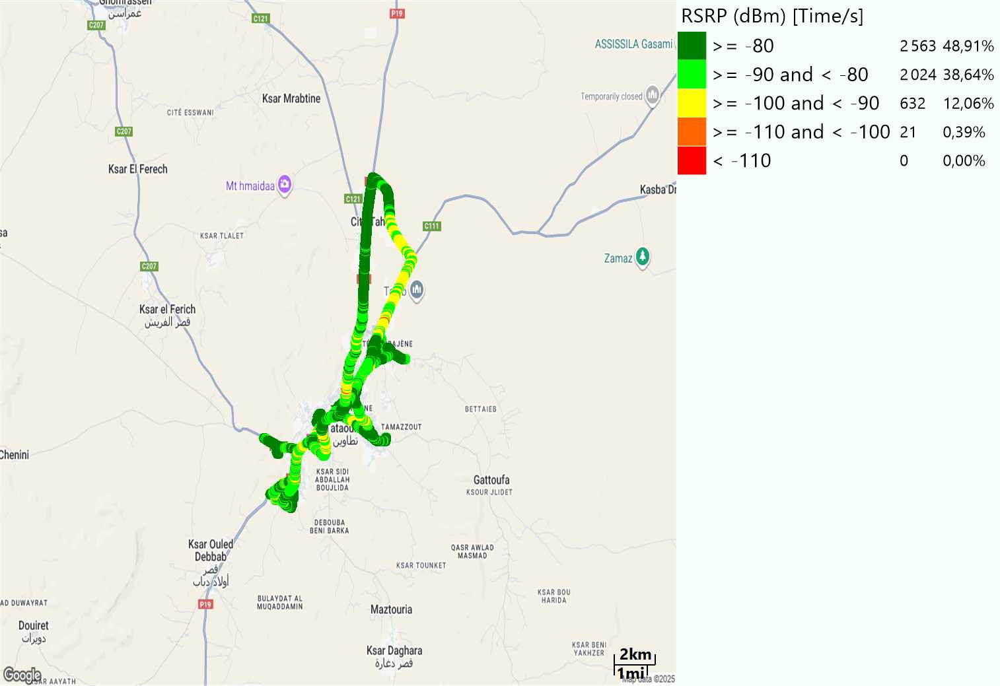 RSRP (dBm) [Time/s]
>= -80 2 563 48,91%
>= -90 and < -80 2 024 38,64%
>= -100 and < -90 632 12,06%
>= -110 and < -100 21 0,39%
< -110 0 0,00%
Ghomrassen
غمراسن
C207
C121
P19
ASSISSILA Gasami
Temporarily closed
Ksar Mrabtine
CITÉ ESSWANI
C207
Ksar El Ferech
Mt hmaidaa
Kasba
C121
C111
KSAR TLALET
Zamaz
C207
Ksar el Ferich
قصر الفريش
BETTAIEB
TAMAZZOUT
تطاوين
Chenini
KSAR SIDI
ABDALLAH
BOUJLIDA
Gattoufa
KSOUR JLIDET
DEBOUBA
BENI BARKA
Ksar Ouled
Debbab
قصر
أولاد دباب
QASR AWLAD
MASMAD
KSAR TOUNKET
KSAR BOU
HARIDA
P19
BULAYDAT AL
MUQADDAMIN
AD DUWAYRAT
Maztouria
Douiret
دويرات
Ksar Daghara
قصر دغارة
KSAR BENI
YAKHZER
2km
1mi
Google
KSAR AAYATH
Map data ©2025